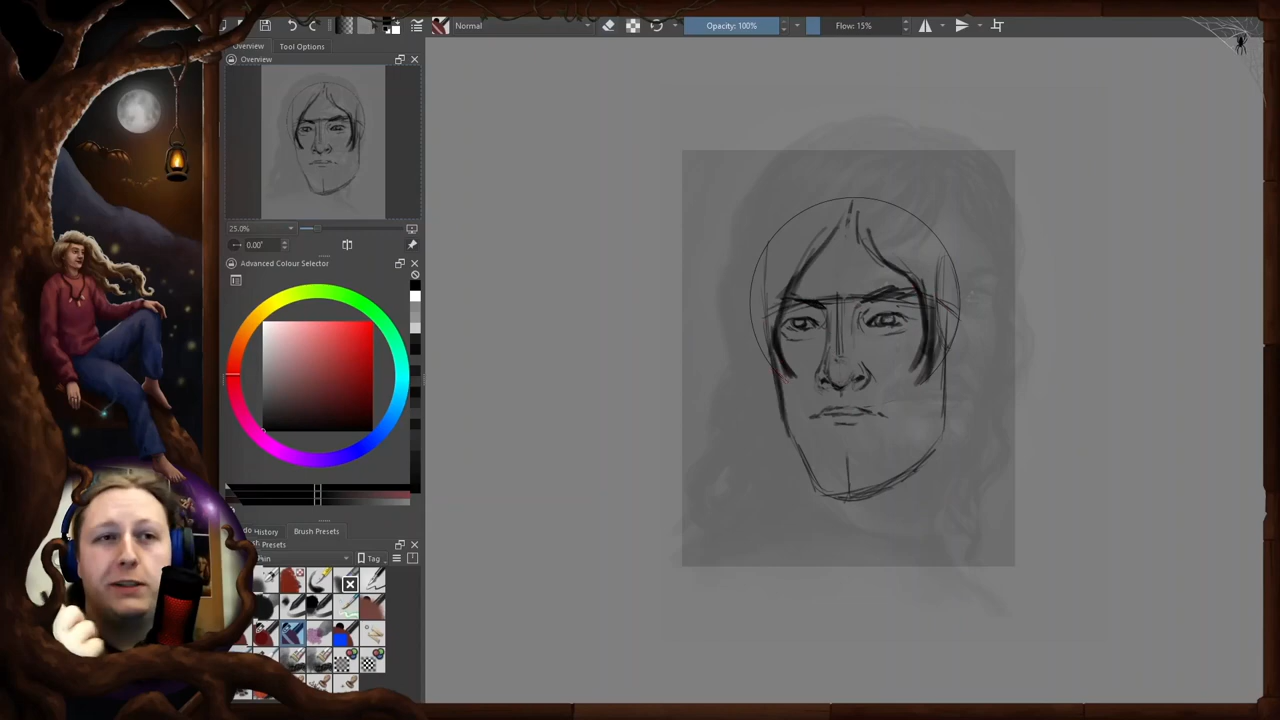 Normal
Opacity: 100%
Flow: 15%
Overview
Tool Options
Overview
25.0%
0.00°
Advanced Colour Selector
do History
Brush Presets
Presets
Tag